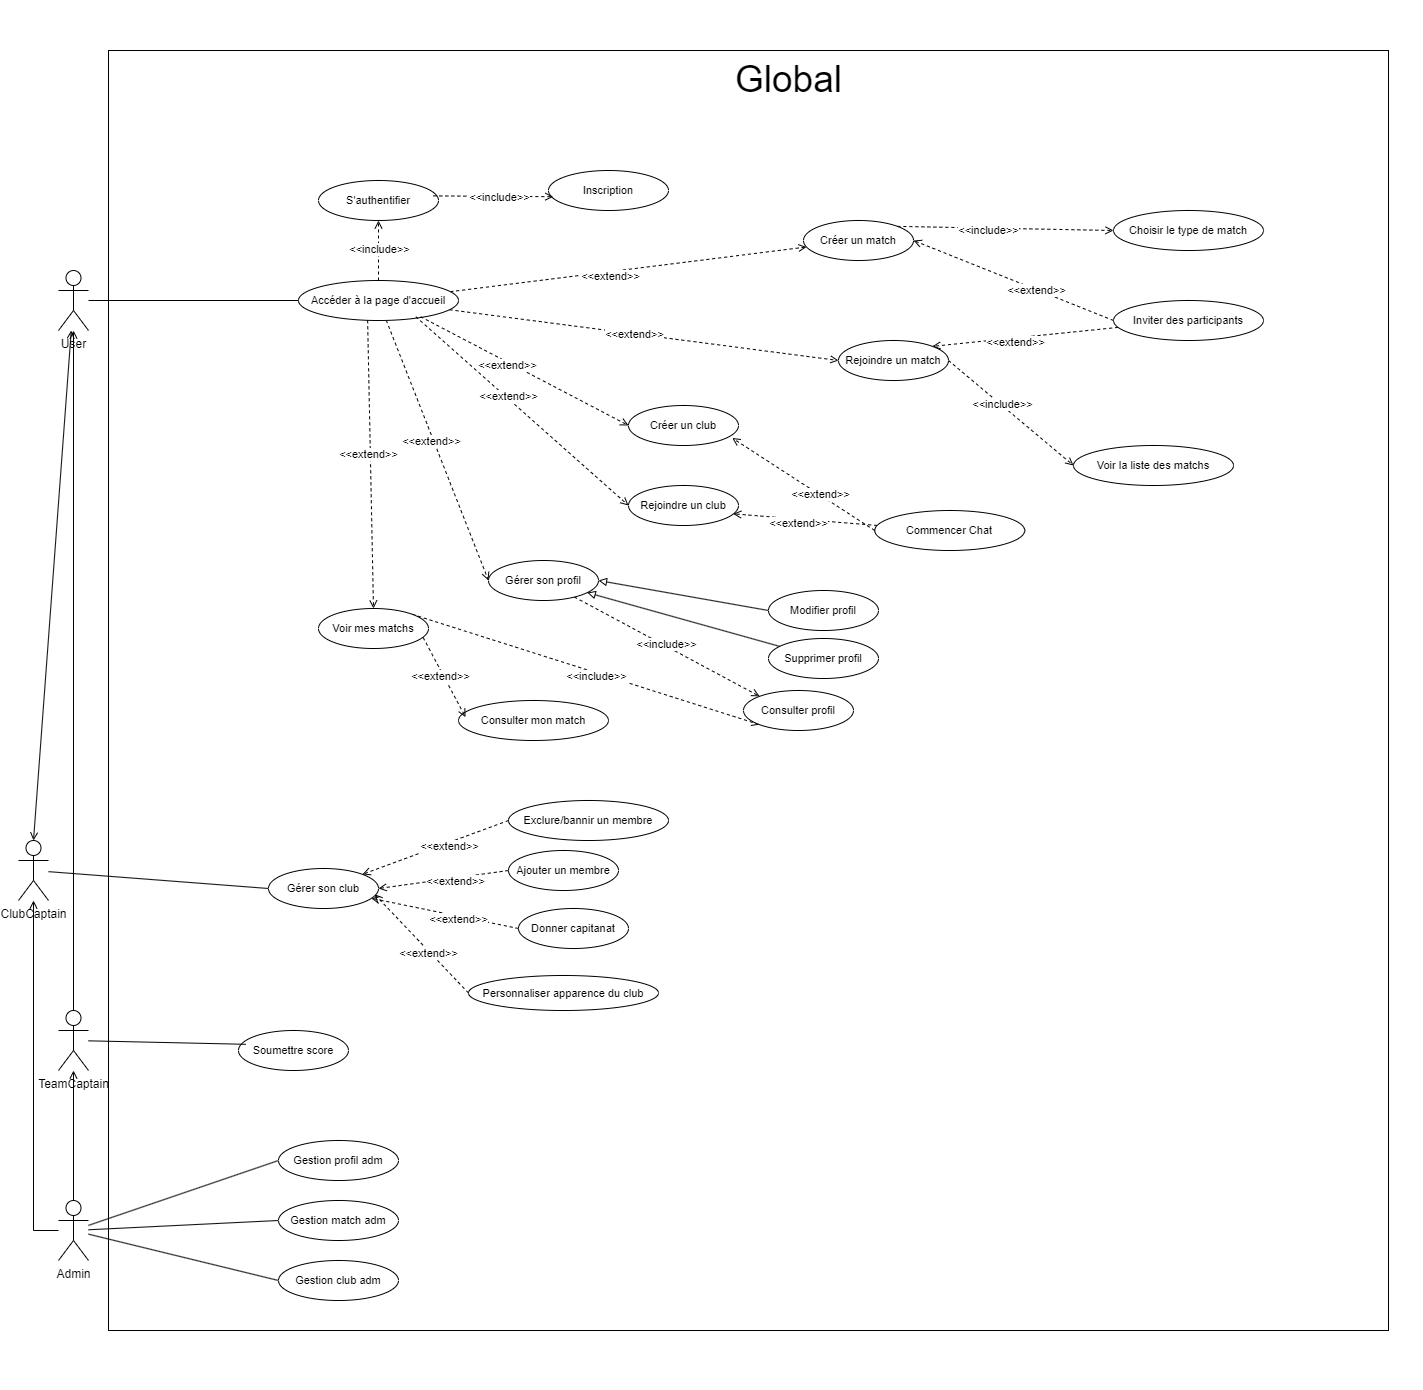 Global
Inscription
S'authentifier
<<include>>
Créer un match
<<include>>
Choisir le type de match
<<include>>
<<extend>>
<<extend>>
Accéder à la page d'accueil
Inviter des participants
<<extend>>
<<extend>>
User
Rejoindre un match
<<extend>>
<<extend>>
<<include>>
Créer un club
<<extend>>
<<extend>>
Voir la liste des matchs
<<extend>>
Rejoindre un club
<<extend>>
Commencer Chat
Gérer son profil
Modifier profil
Voir mes matchs
<<include>>
Supprimer profil
<<extend>>
<<include>>
Consulter profil
Consulter mon match
Exclure/bannir un membre
<<extend>>
Ajouter un membre
<<extend>>
Gérer son club
ClubCaptain
<<extend>>
Donner capitanat
<<extend>>
Personnaliser apparence du club
Soumettre score
TeamCaptain
Gestion profil adm
Gestion match adm
Admin
Gestion club adm